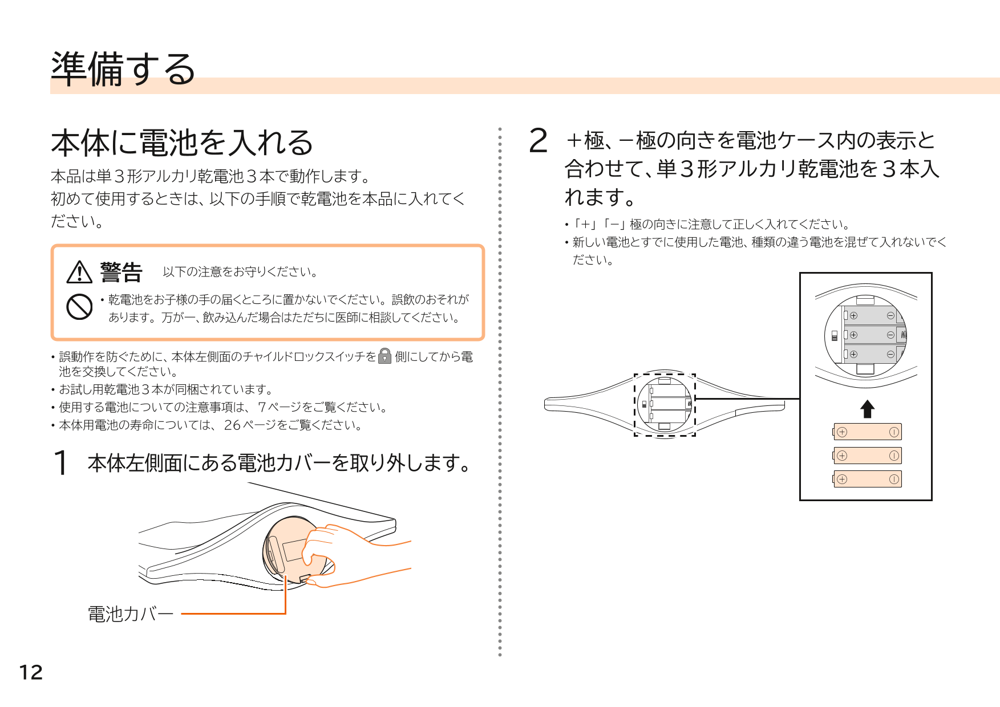 準備する
本体に電池を入れる
本品は単３形アルカリ乾電池３本で動作します。
初めて使用するときは、以下の手順で乾電池を本品に入れてく
ださい。
警告 以下の注意をお守りください。
・乾電池をお子様の手の届くところに置かないでください。誤飲のおそれが
あります。万が一、飲み込んだ場合はただちに医師に相談してください。
・誤動作を防ぐために、本体左側面のチャイルドロックスイッチを 側にしてから電
池を交換してください。
・お試し用乾電池３本が同梱されています。
・使用する電池についての注意事項は、７ページをご覧ください。
・本体用電池の寿命については、26ページをご覧ください。
1 本体左側面にある電池カバーを取り外します。
電池カバー
2 ＋極、－極の向きを電池ケース内の表示と
合わせて、単３形アルカリ乾電池を３本入
れます。
・「＋」「－」極の向きに注意して正しく入れてください。
・新しい電池とすでに使用した電池、種類の違う電池を混ぜて入れないでく
ださい。
12